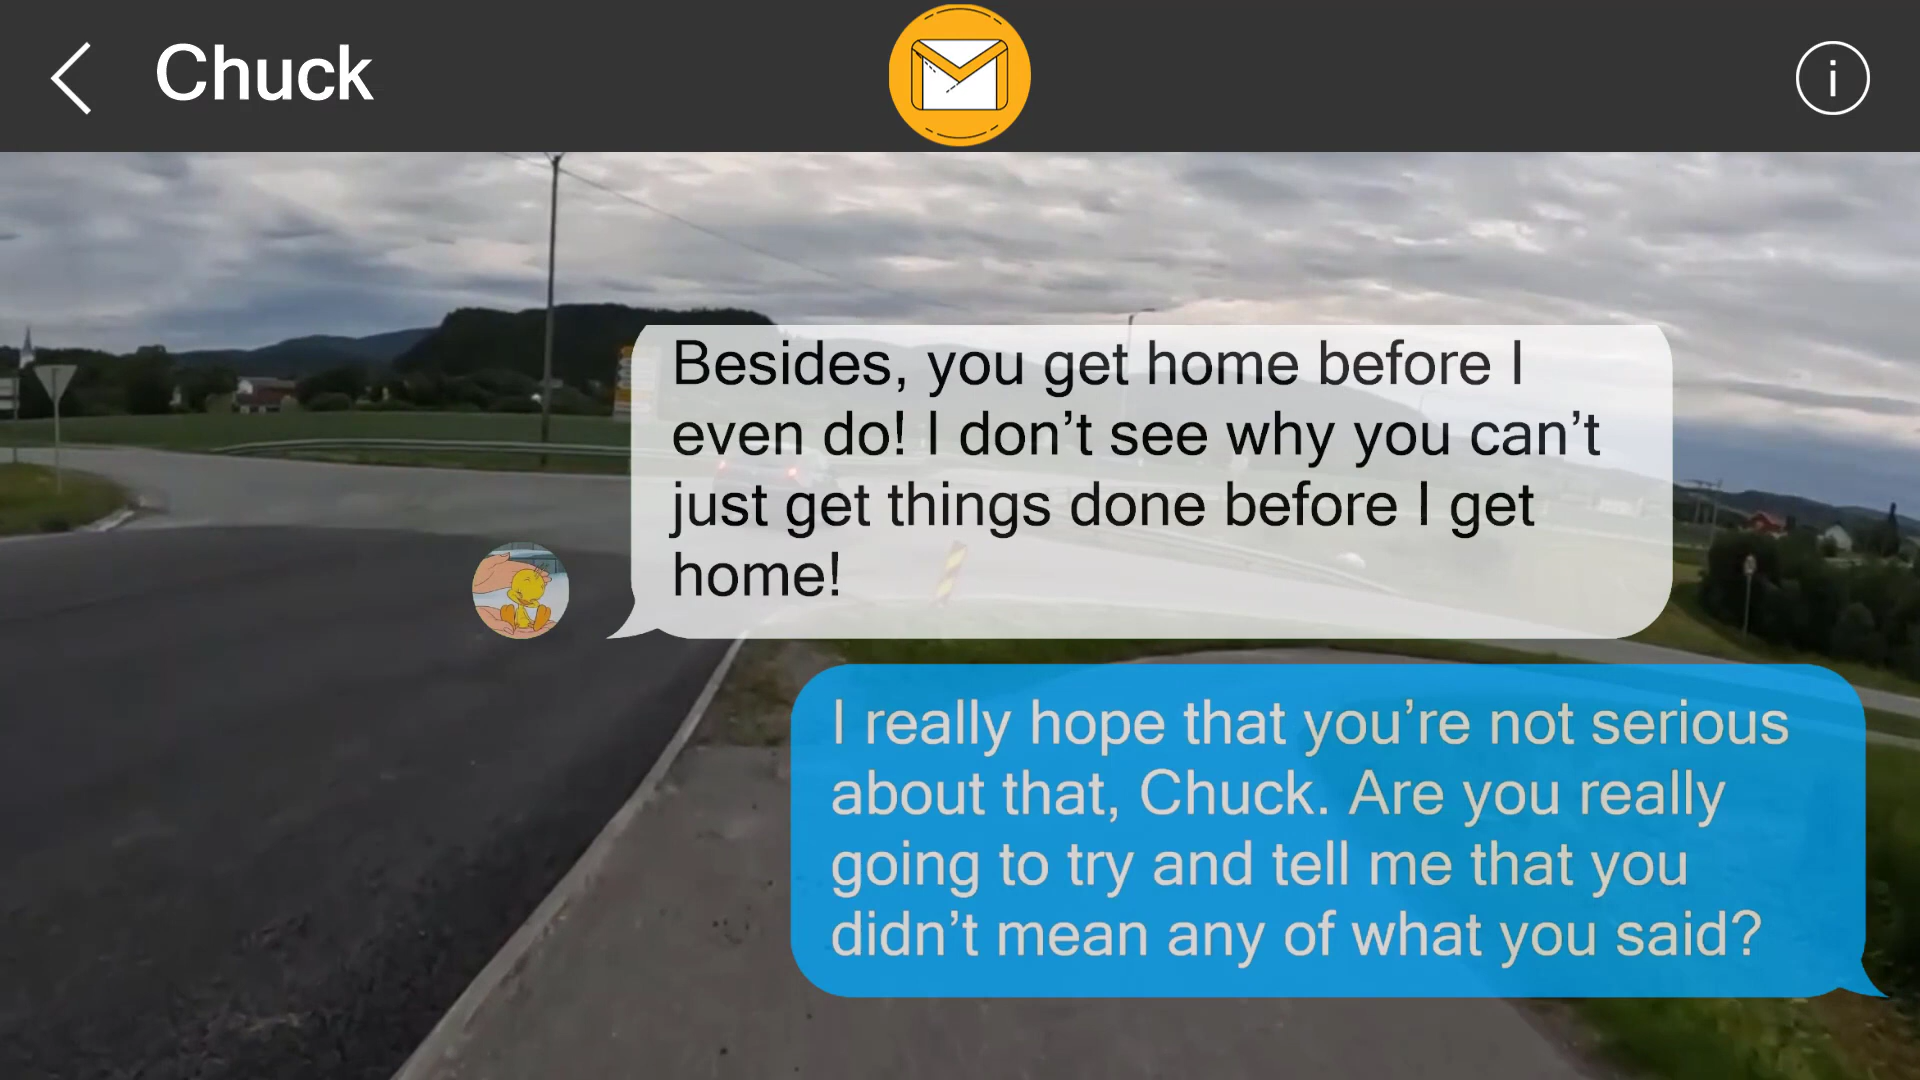 Chuck
Besides, you get home before I
even do! I don’t see why you can’t
just get things done before I get
home!
I really hope that you’re not serious
about that, Chuck. Are you really
going to try and tell me that you
didn’t mean any of what you said?